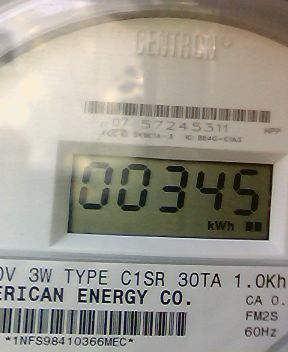 CENTRON®
07 57245311
HPP
00345
kWh
0V 3W TYPE C1SR 30TA 1.0Kh
ERICAN ENERGY CO.
CA 0.
FM2S
60Hz
*1NFS98410366MEC*